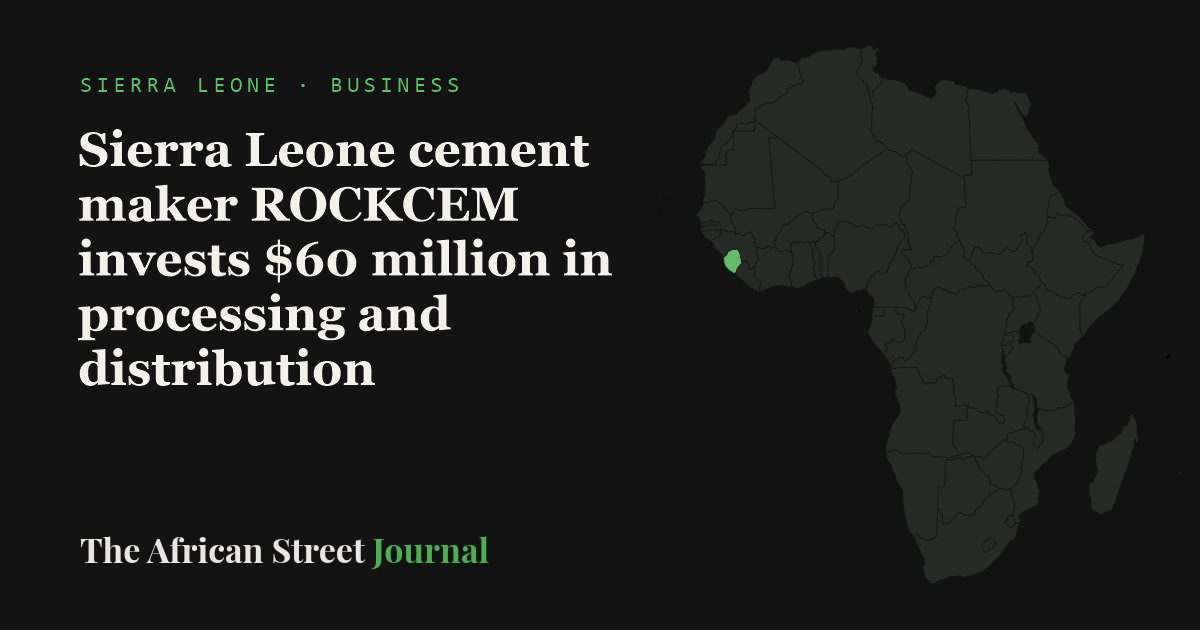 SIERRA LEONE · BUSINESS
Sierra Leone cement
maker ROCKCEM
invests $60 million in
processing and
distribution
The African Street Journal